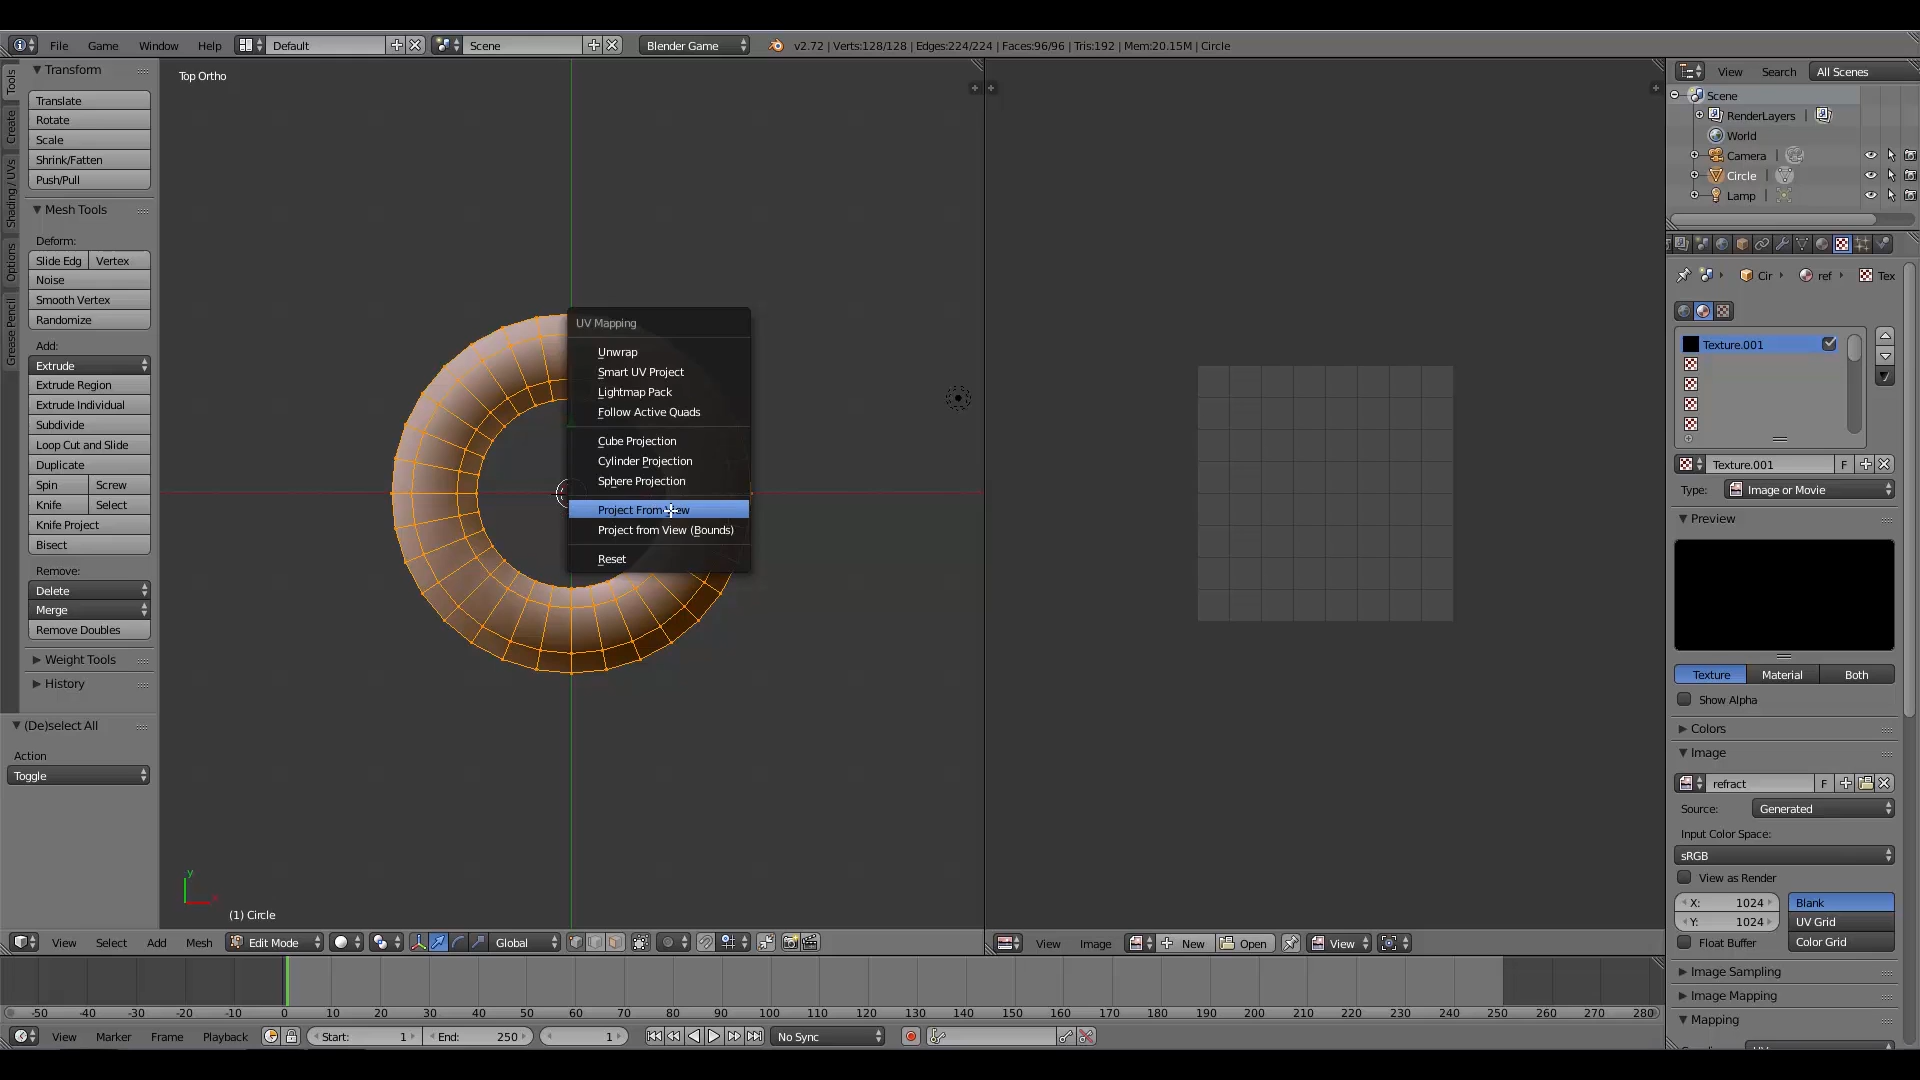 File Game Window Help Default Scene Blender Game v2.72 | Verts:128/128 | Edges:224/224 | Faces:96/96 | Tris:192 | Mem:20.15M | Circle
Tools
Create
Shading / UVs
Options
Grease Pencil
Transform
Translate
Rotate
Scale
Shrink/Fatten
Push/Pull
Mesh Tools
Deform:
Slide Edg Vertex
Noise
Smooth Vertex
Randomize
Add:
Extrude
Extrude Region
Extrude Individual
Subdivide
Loop Cut and Slide
Duplicate
Spin Screw
Knife Select
Knife Project
Bisect
Remove:
Delete
Merge
Remove Doubles
Weight Tools
History
(De)select All
Action
Toggle
Top Ortho
UV Mapping
Unwrap
Smart UV Project
Lightmap Pack
Follow Active Quads
Cube Projection
Cylinder Projection
Sphere Projection
Project From View
Project from View (Bounds)
Reset
y
x
(1) Circle
View Select Add Mesh Edit Mode Global
View Image New Open View
View Search All Scenes
Scene
RenderLayers |
World
Camera |
Circle |
Lamp |
Cir ref Tex
Texture.001
Texture.001 F
Type: Image or Movie
Preview
Texture Material Both
Show Alpha
Colors
Image
refract F
Source: Generated
Input Color Space:
sRGB
View as Render
X: 1024 Blank
Y: 1024 UV Grid
Float Buffer Color Grid
Image Sampling
Image Mapping
Mapping
-50 -40 -30 -20 -10 0 10 20 30 40 50 60 70 80 90 100 110 120 130 140 150 160 170 180 190 200 210 220 230 240 250 260 270 280
View Marker Frame Playback Start: 1 End: 250 1 No Sync